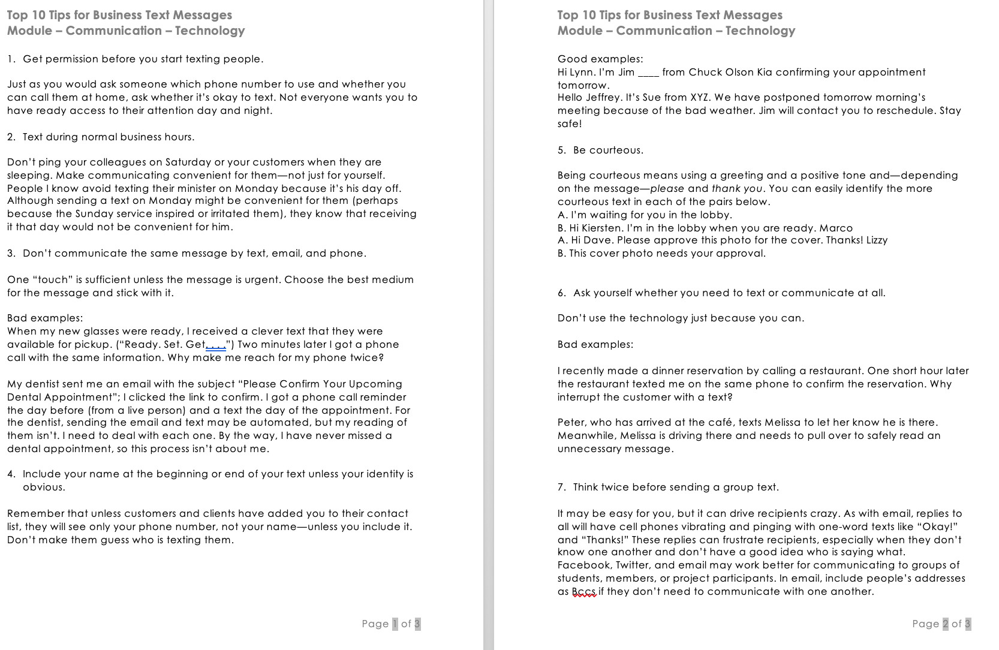 Top 10 Tips for Business Text Messages
Module – Communication – Technology
1. Get permission before you start texting people.
Just as you would ask someone which phone number to use and whether you
can call them at home, ask whether it’s okay to text. Not everyone wants you to
have ready access to their attention day and night.
2. Text during normal business hours.
Don’t ping your colleagues on Saturday or your customers when they are
sleeping. Make communicating convenient for them—not just for yourself.
People I know avoid texting their minister on Monday because it’s his day off.
Although sending a text on Monday might be convenient for them (perhaps
because the Sunday service inspired or irritated them), they know that receiving
it that day would not be convenient for him.
3. Don’t communicate the same message by text, email, and phone.
One “touch” is sufficient unless the message is urgent. Choose the best medium
for the message and stick with it.
Bad examples:
When my new glasses were ready, I received a clever text that they were
available for pickup. (“Ready. Set. Get. . . .”) Two minutes later I got a phone
call with the same information. Why make me reach for my phone twice?
My dentist sent me an email with the subject “Please Confirm Your Upcoming
Dental Appointment”; I clicked the link to confirm. I got a phone call reminder
the day before (from a live person) and a text the day of the appointment. For
the dentist, sending the email and text may be automated, but my reading of
them isn’t. I need to deal with each one. By the way, I have never missed a
dental appointment, so this process isn’t about me.
4. Include your name at the beginning or end of your text unless your identity is
obvious.
Remember that unless customers and clients have added you to their contact
list, they will see only your phone number, not your name—unless you include it.
Don’t make them guess who is texting them.
Page 1 of 3
Top 10 Tips for Business Text Messages
Module – Communication – Technology
Good examples:
Hi Lynn. I’m Jim ____ from Chuck Olson Kia confirming your appointment
tomorrow.
Hello Jeffrey. It’s Sue from XYZ. We have postponed tomorrow morning’s
meeting because of the bad weather. Jim will contact you to reschedule. Stay
safe!
5. Be courteous.
Being courteous means using a greeting and a positive tone and—depending
on the message—please and thank you. You can easily identify the more
courteous text in each of the pairs below.
A. I’m waiting for you in the lobby.
B. Hi Kiersten. I’m in the lobby when you are ready. Marco
A. Hi Dave. Please approve this photo for the cover. Thanks! Lizzy
B. This cover photo needs your approval.
6. Ask yourself whether you need to text or communicate at all.
Don’t use the technology just because you can.
Bad examples:
I recently made a dinner reservation by calling a restaurant. One short hour later
the restaurant texted me on the same phone to confirm the reservation. Why
interrupt the customer with a text?
Peter, who has arrived at the café, texts Melissa to let her know he is there.
Meanwhile, Melissa is driving there and needs to pull over to safely read an
unnecessary message.
7. Think twice before sending a group text.
It may be easy for you, but it can drive recipients crazy. As with email, replies to
all will have cell phones vibrating and pinging with one-word texts like “Okay!”
and “Thanks!” These replies can frustrate recipients, especially when they don’t
know one another and don’t have a good idea who is saying what.
Facebook, Twitter, and email may work better for communicating to groups of
students, members, or project participants. In email, include people’s addresses
as Bccs if they don’t need to communicate with one another.
Page 2 of 3